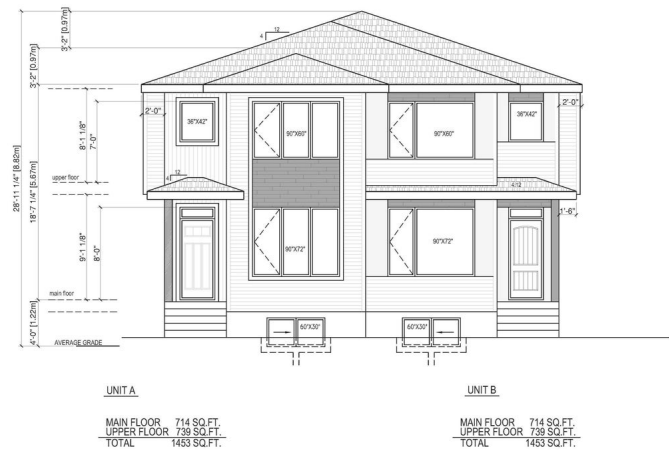 3'-2" [0.97m]
12
4
3'-2" [0.97m]
2'-0"
2'-0"
36"X42"
36"X42"
90"X60"
90"X60"
8'-1 1/8"
7'-0"
28'-11 1/4" [8.82m]
18'-7 1/4" [5.67m]
upper floor
12
4
4:12
1'-6"
9'-1 1/8"
8'-0"
90"X72"
90"X72"
main floor
4'-0" [1.22m]
60"X30"
60"X30"
AVERAGE GRADE
UNIT A
UNIT B
MAIN FLOOR 714 SQ.FT.
UPPER FLOOR 739 SQ.FT.
TOTAL 1453 SQ.FT.
MAIN FLOOR 714 SQ.FT.
UPPER FLOOR 739 SQ.FT.
TOTAL 1453 SQ.FT.